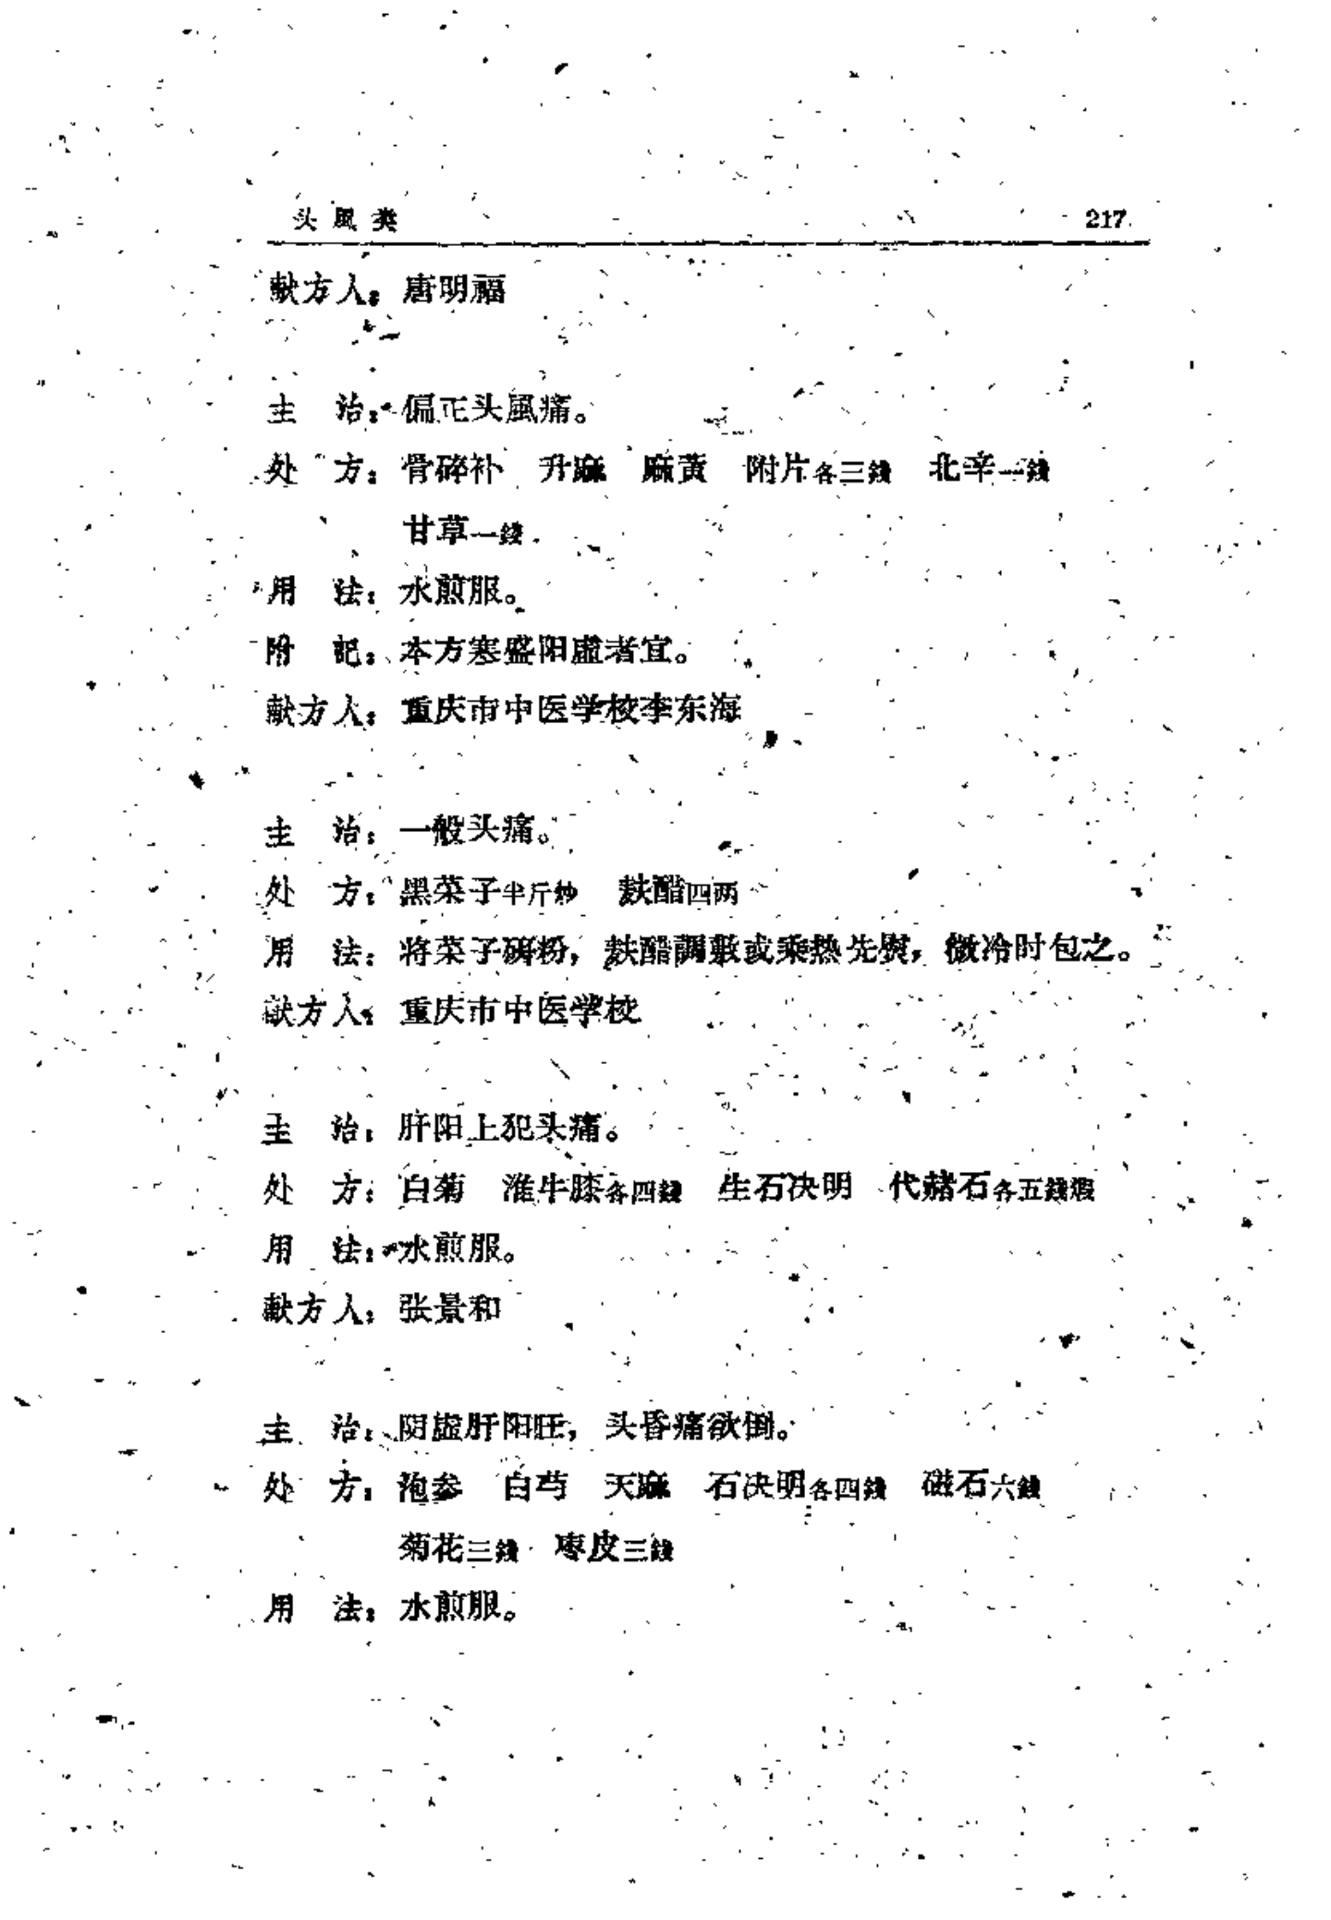 头風类 217
献方人：唐明福
主　治：偏正头風痛。
处　方：骨碎补　升麻　麻黄　附片各三錢　北辛一錢
甘草一錢
用　法：水煎服。
附　記：本方寒盛阳虚者宜。
献方人：重庆市中医学校李东海
主　治：一般头痛。
处　方：黑菜子半斤炒　麸醋四两
用　法：将菜子研粉，麸醋調敷或乘热先熨，微冷时包之。
献方人：重庆市中医学校
主　治：肝阳上犯头痛。
处　方：白菊　淮牛膝各四錢　生石决明　代赭石各五錢煅
用　法：水煎服。
献方人：张景和
主　治：阴虚肝阳旺，头昏痛欲倒。
处　方：泡参　白芍　天麻　石决明各四錢　磁石六錢
菊花三錢　枣皮三錢
用　法：水煎服。